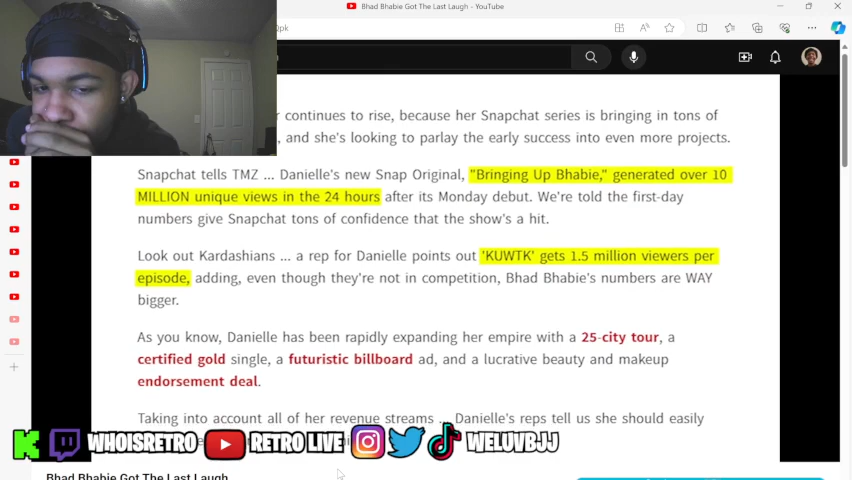 Bhad Bhabie Got The Last Laugh - YouTube
continues to rise, because her Snapchat series is bringing in tons of
and she's looking to parlay the early success into even more projects.
Snapchat tells TMZ ... Danielle's new Snap Original, "Bringing Up Bhabie," generated over 10
MILLION unique views in the 24 hours after its Monday debut. We're told the first-day
numbers give Snapchat tons of confidence that the show's a hit.
Look out Kardashians ... a rep for Danielle points out 'KUWTK' gets 1.5 million viewers per
episode, adding, even though they're not in competition, Bhad Bhabie's numbers are WAY
bigger.
As you know, Danielle has been rapidly expanding her empire with a 25-city tour, a
certified gold single, a futuristic billboard ad, and a lucrative beauty and makeup
endorsement deal.
Taking into account all of her revenue streams ... Danielle's reps tell us she should easily
K WHOISRETRO RETRO LIVE WELUVBJJ
Bhad Bhabie Got The Last Laugh